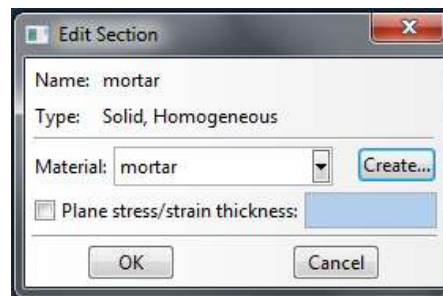 Edit Section
Name: mortar
Type: Solid, Homogeneous
Material: mortar Create...
Plane stress/strain thickness:
OK Cancel